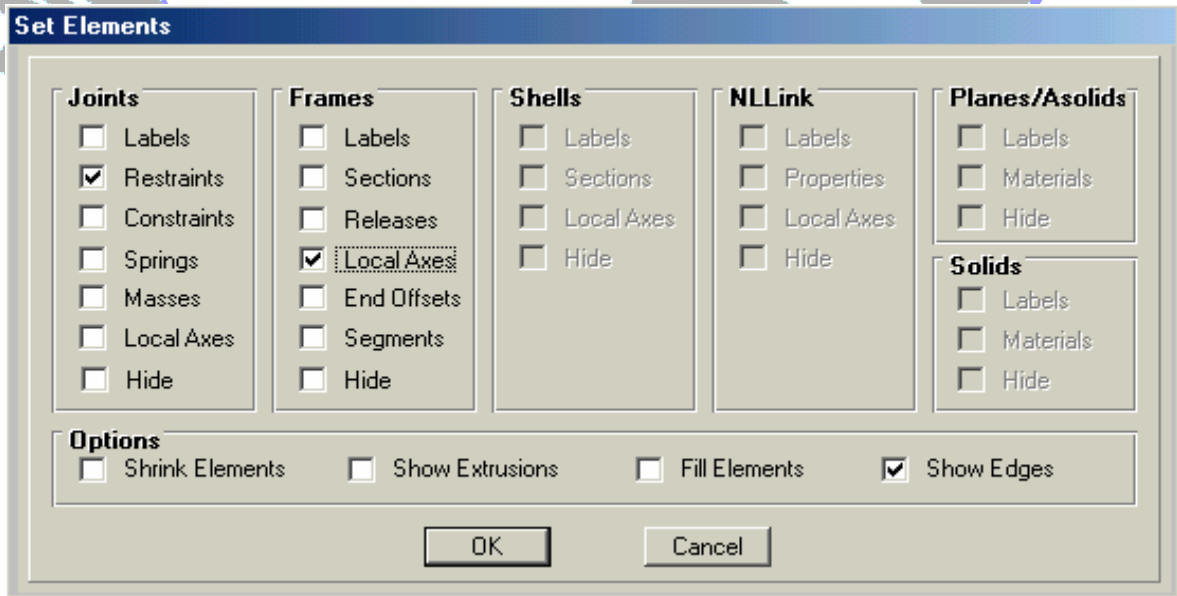 Set Elements
Joints
Labels
Restraints
Constraints
Springs
Masses
Local Axes
Hide
Frames
Labels
Sections
Releases
Local Axes
End Offsets
Segments
Hide
Shells
Labels
Sections
Local Axes
Hide
NLLink
Labels
Properties
Local Axes
Hide
Planes/Asolids
Labels
Materials
Hide
Solids
Labels
Materials
Hide
Options
Shrink Elements
Show Extrusions
Fill Elements
Show Edges
OK
Cancel